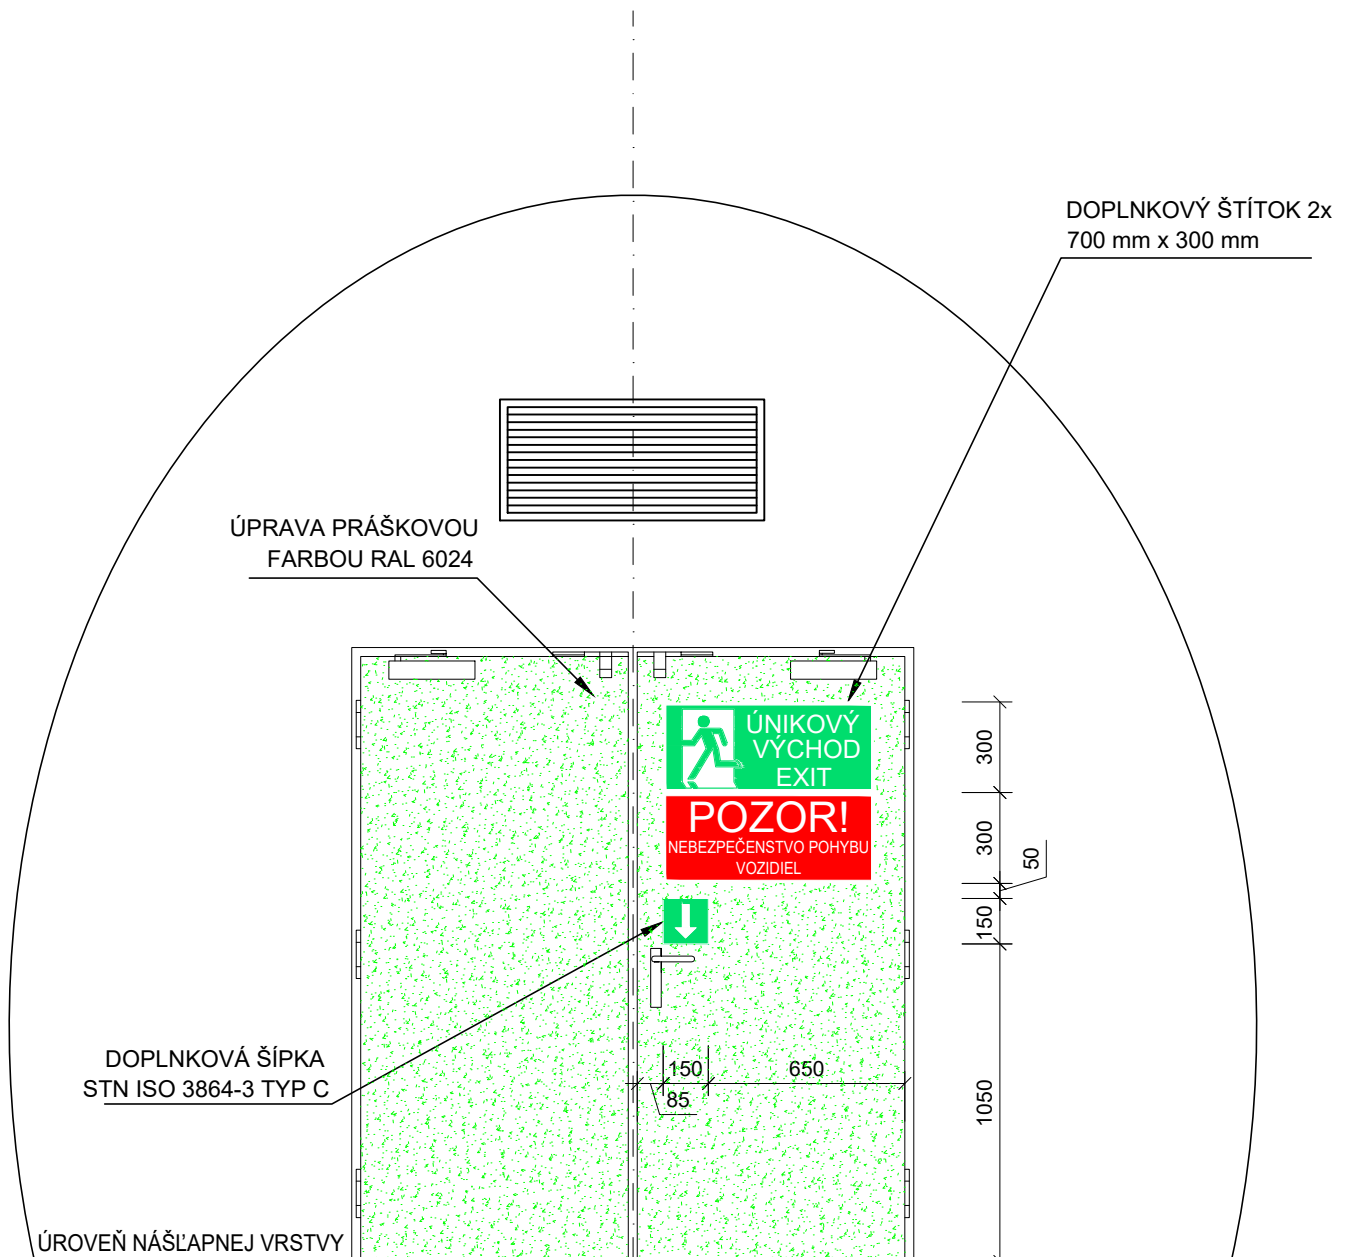 DOPLNKOVÝ ŠTÍTOK 2x
700 mm x 300 mm
ÚPRAVA PRÁŠKOVOU
FARBOU RAL 6024
ÚNIKOVÝ
VÝCHOD
EXIT
POZOR!
NEBEZPEČENSTVO POHYBU
VOZIDIEL
300
300
50
150
1050
DOPLNKOVÁ ŠÍPKA
STN ISO 3864-3 TYP C
150
650
85
ÚROVEŇ NÁŠĽAPNEJ VRSTVY